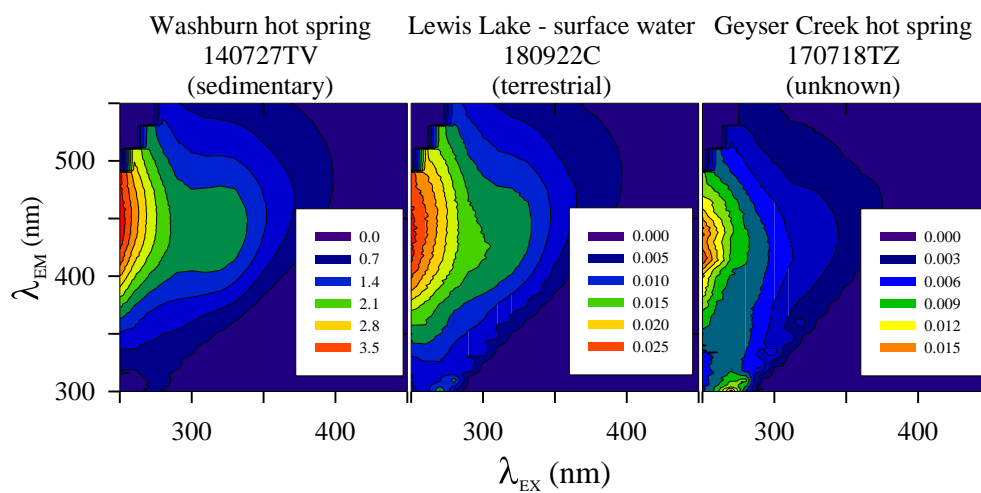 Washburn hot spring
140727TV
(sedimentary)
Lewis Lake - surface water
180922C
(terrestrial)
Geyser Creek hot spring
170718TZ
(unknown)
λEM (nm)
500
400
300
0.0
0.7
1.4
2.1
2.8
3.5
0.000
0.005
0.010
0.015
0.020
0.025
0.000
0.003
0.006
0.009
0.012
0.015
300
400
300
400
300
400
λEX (nm)